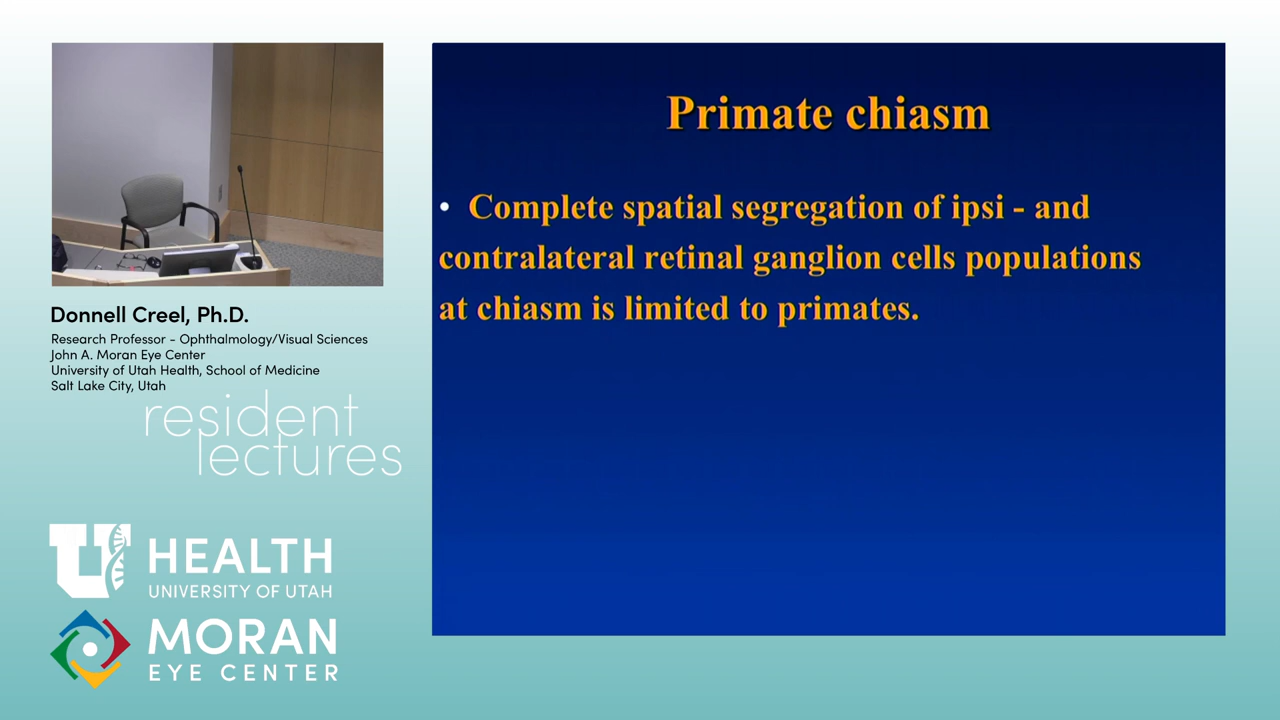 Primate chiasm
• Complete spatial segregation of ipsi - and
contralateral retinal ganglion cells populations
at chiasm is limited to primates.
Donnell Creel, Ph.D.
Research Professor - Ophthalmology/Visual Sciences
John A. Moran Eye Center
University of Utah Health, School of Medicine
Salt Lake City, Utah
resident
lectures
U HEALTH
UNIVERSITY OF UTAH
MORAN
EYE CENTER